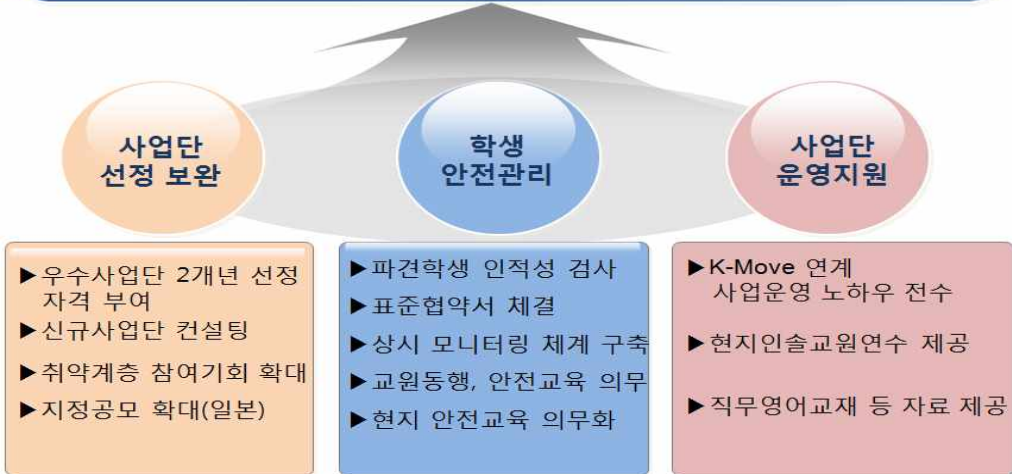 사업단
선정 보완
학생
안전관리
사업단
운영지원
▶우수사업단 2개년 선정
자격 부여
▶신규사업단 컨설팅
▶취약계층 참여기회 확대
▶지정공모 확대(일본)
▶파견학생 인적성 검사
▶표준협약서 체결
▶상시 모니터링 체계 구축
▶교원동행, 안전교육 의무
▶현지 안전교육 의무화
▶K-Move 연계
사업운영 노하우 전수
▶현지인솔교원연수 제공
▶직무영어교재 등 자료 제공